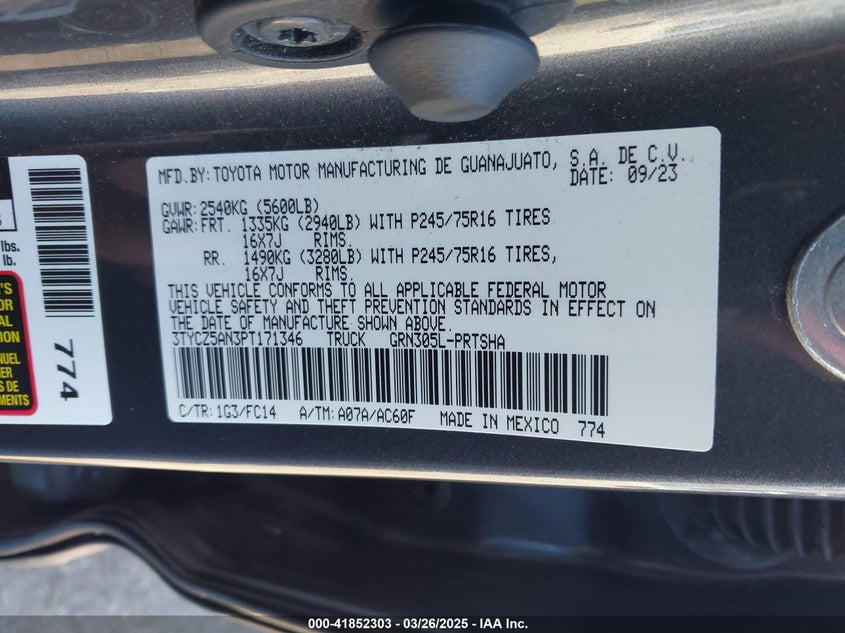 MFD.BY: TOYOTA MOTOR MANUFACTURING DE GUANAJUATO, S.A. DE C.V.
DATE: 09/23
GVWR: 2540KG (5600LB)
GAWR: FRT. 1335KG (2940LB) WITH P245/75R16 TIRES
16X7J RIMS.
RR. 1490KG (3280LB) WITH P245/75R16 TIRES,
16X7J RIMS.
THIS VEHICLE CONFORMS TO ALL APPLICABLE FEDERAL MOTOR
VEHICLE SAFETY AND THEFT PREVENTION STANDARDS IN EFFECT ON
THE DATE OF MANUFACTURE SHOWN ABOVE.
3TYCZ5AN3PT171346 TRUCK GRN305L-PRTSHA
C/TR: 1G3/FC14 A/TM: A07A/AC60F MADE IN MEXICO 774
lbs.
lb.
774
000-41852303 - 03/26/2025 - IAA Inc.